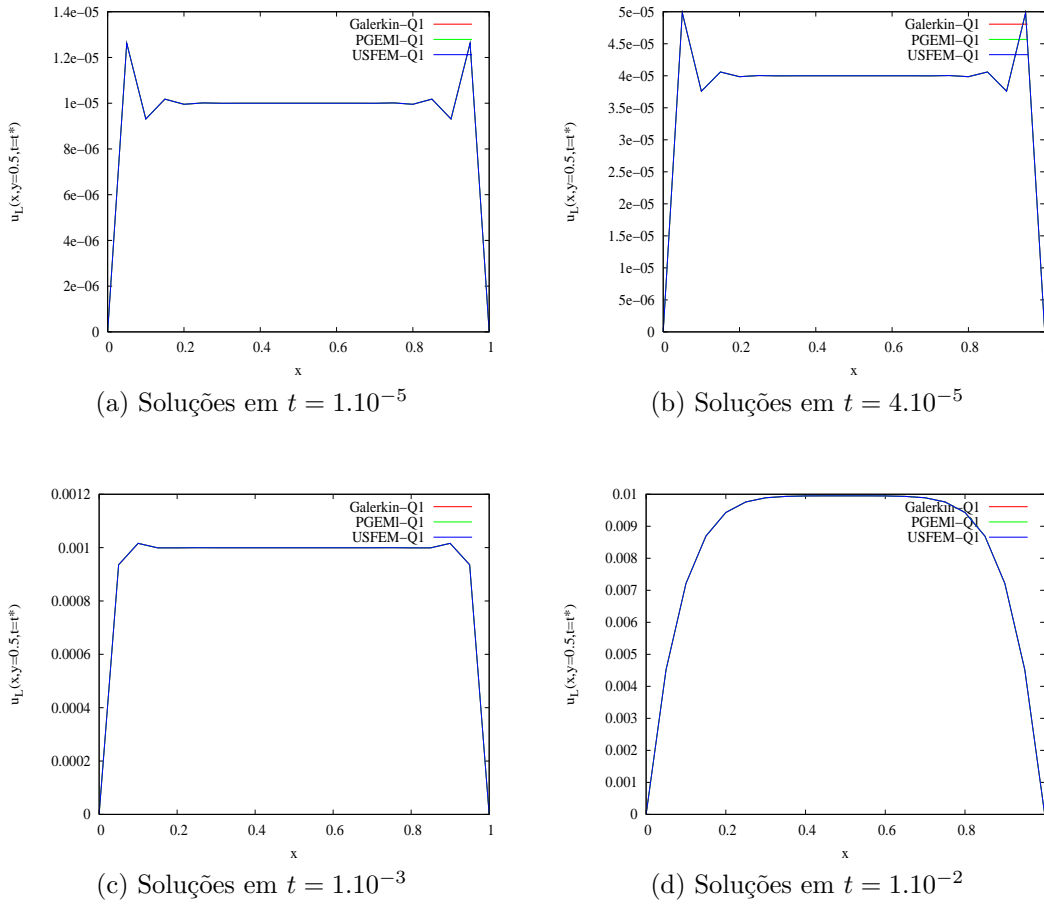 1.4e−05
1.2e−05
1e−05
8e−06
6e−06
4e−06
2e−06
0
0 0.2 0.4 0.6 0.8 1
x
u_L(x,y=0.5,t=t*)
Galerkin−Q1
PGEMl−Q1
USFEM−Q1
(a) Soluções em t = 1.10⁻⁵
5e−05
4.5e−05
4e−05
3.5e−05
3e−05
2.5e−05
2e−05
1.5e−05
1e−05
5e−06
0
0 0.2 0.4 0.6 0.8
x
u_L(x,y=0.5,t=t*)
Galerkin−Q1
PGEMl−Q1
USFEM−Q1
(b) Soluções em t = 4.10⁻⁵
0.0012
0.001
0.0008
0.0006
0.0004
0.0002
0
0 0.2 0.4 0.6 0.8 1
x
u_L(x,y=0.5,t=t*)
Galerkin−Q1
PGEMl−Q1
USFEM−Q1
(c) Soluções em t = 1.10⁻³
0.01
0.009
0.008
0.007
0.006
0.005
0.004
0.003
0.002
0.001
0
0 0.2 0.4 0.6 0.8
x
u_L(x,y=0.5,t=t*)
Galerkin−Q1
PGEMl−Q1
USFEM−Q1
(d) Soluções em t = 1.10⁻²